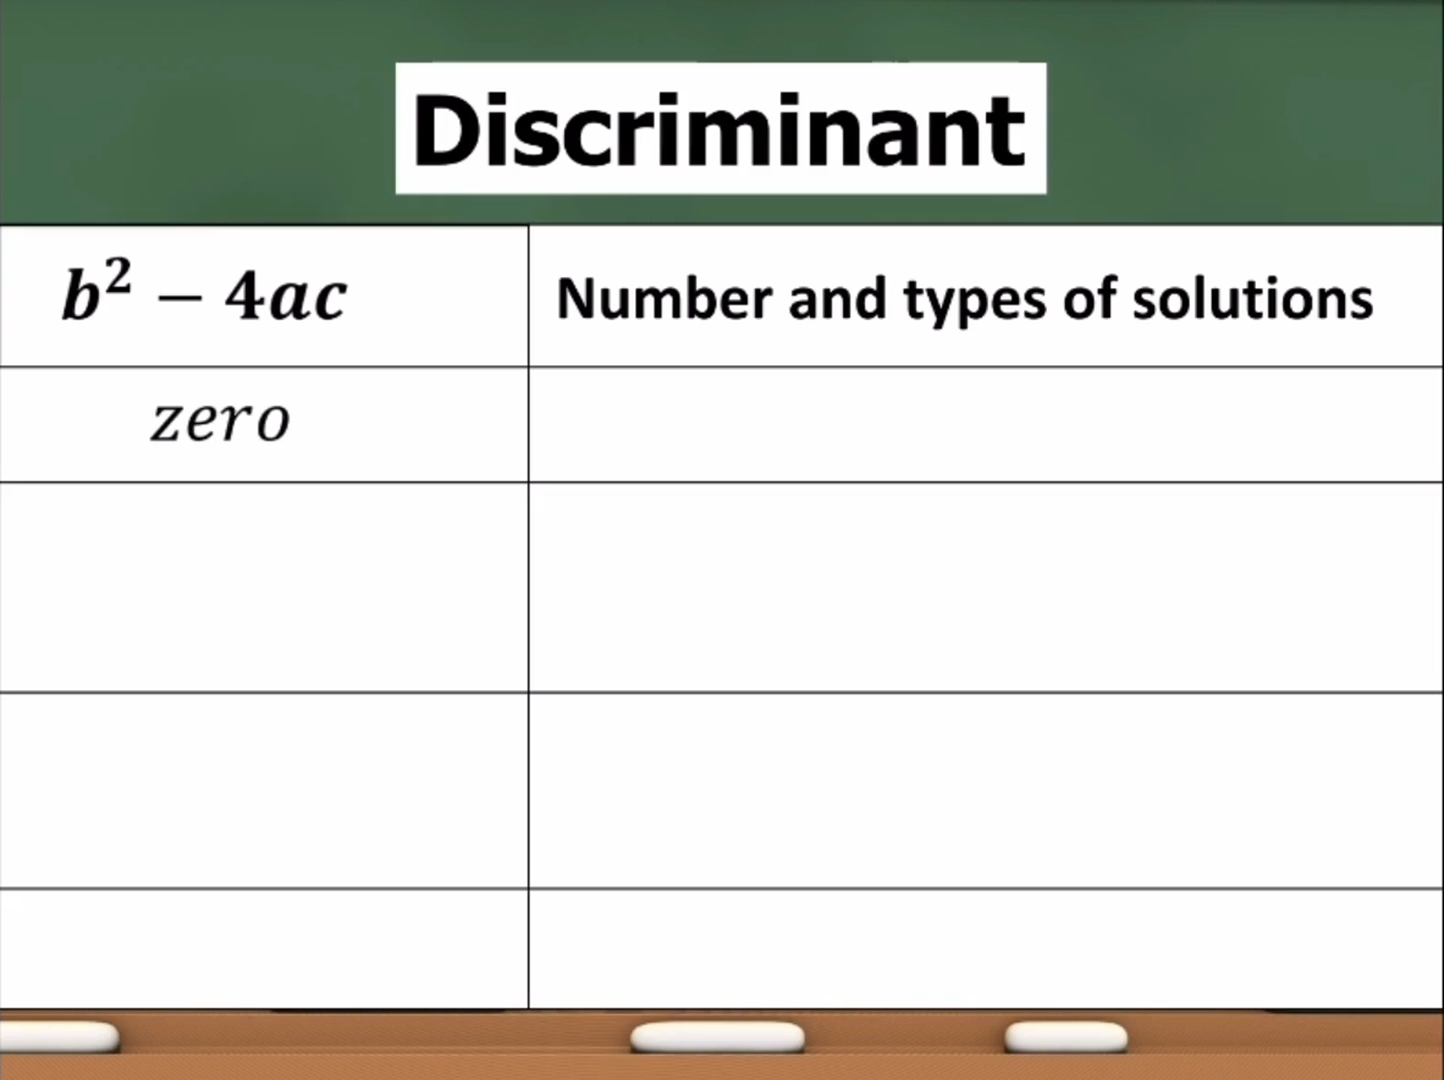 Discriminant
b² − 4ac
Number and types of solutions
zero